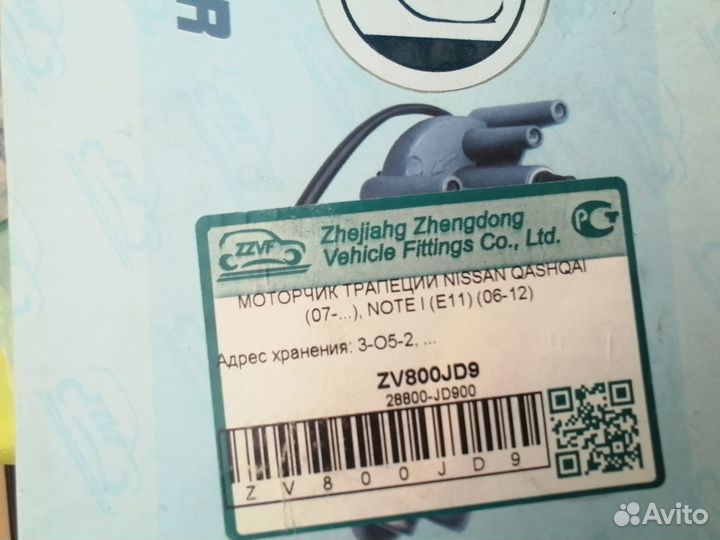 R
ZZVF
Zhejiahg Zhengdong
Vehicle Fittings Co., Ltd.
МОТОРЧИК ТРАПЕЦИИ NISSAN QASHQAI
(07-...), NOTE I (E11) (06-12)
Адрес хранения: 3-О5-2, ...
ZV800JD9
28800-JD900
ZV800JD9
Avito